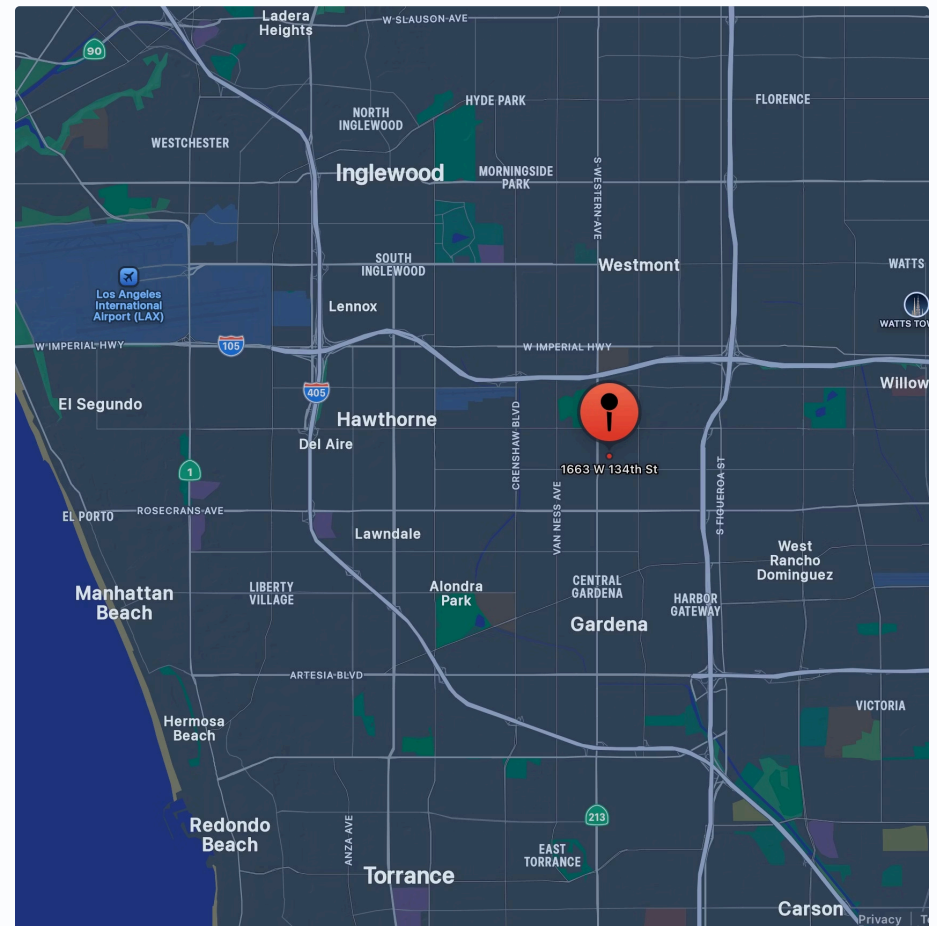 Ladera
Heights
W SLAUSON AVE
90
HYDE PARK
FLORENCE
NORTH
INGLEWOOD
WESTCHESTER
Inglewood
MORNINGSIDE
PARK
S WESTERN AVE
SOUTH
INGLEWOOD
Westmont
WATTS
Los Angeles
International
Airport (LAX)
Lennox
WATTS TOW
W IMPERIAL HWY
105
W IMPERIAL HWY
405
Willow
El Segundo
Hawthorne
Del Aire
CRENSHAW BLVD
1
1663 W 134th St
S FIGUEROA ST
VAN NESS AVE
EL PORTO
ROSECRANS AVE
Lawndale
West
Rancho
Dominguez
Manhattan
Beach
LIBERTY
VILLAGE
Alondra
Park
CENTRAL
GARDENA
HARBOR
GATEWAY
Gardena
ARTESIA BLVD
VICTORIA
Hermosa
Beach
213
Redondo
Beach
ANZA AVE
EAST
TORRANCE
Torrance
Carson
Privacy
Te